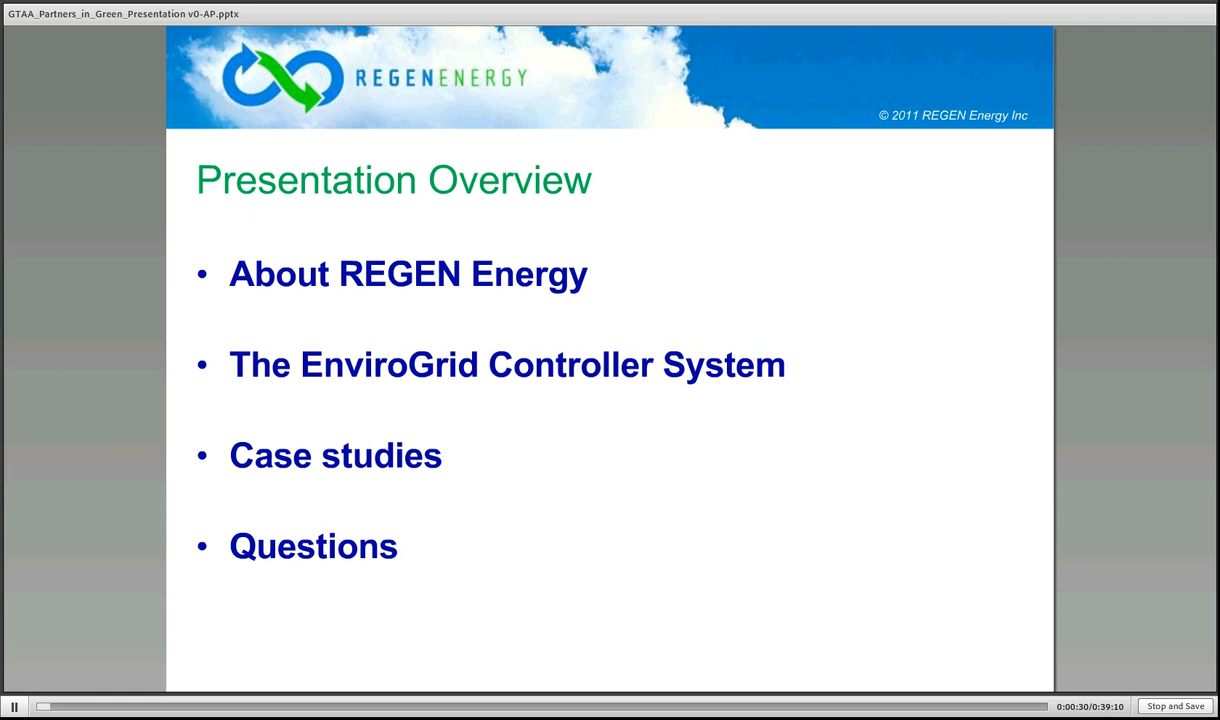 GTAA_Partners_in_Green_Presentation v0-AP.pptx
REGENENERGY
© 2011 REGEN Energy Inc
Presentation Overview
• About REGEN Energy
• The EnviroGrid Controller System
• Case studies
• Questions
0:00:30/0:39:10
Stop and Save